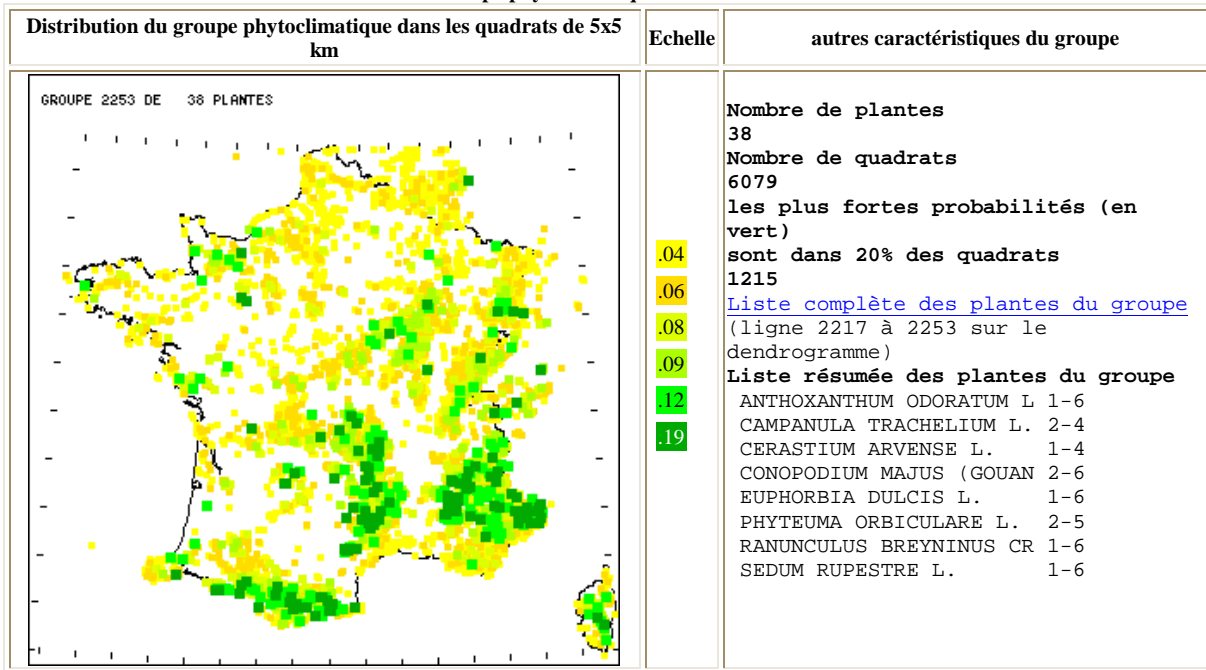 Distribution du groupe phytoclimatique dans les quadrats de 5x5
km
Echelle
autres caractéristiques du groupe
GROUPE 2253 DE 38 PLANTES
.04
.06
.08
.09
.12
.19
Nombre de plantes
38
Nombre de quadrats
6079
les plus fortes probabilités (en
vert)
sont dans 20% des quadrats
1215
Liste complète des plantes du groupe
(ligne 2217 à 2253 sur le
dendrogramme)
Liste résumée des plantes du groupe
ANTHOXANTHUM ODORATUM L 1-6
CAMPANULA TRACHELIUM L. 2-4
CERASTIUM ARVENSE L. 1-4
CONOPODIUM MAJUS (GOUAN 2-6
EUPHORBIA DULCIS L. 1-6
PHYTEUMA ORBICULARE L. 2-5
RANUNCULUS BREYNINUS CR 1-6
SEDUM RUPESTRE L. 1-6